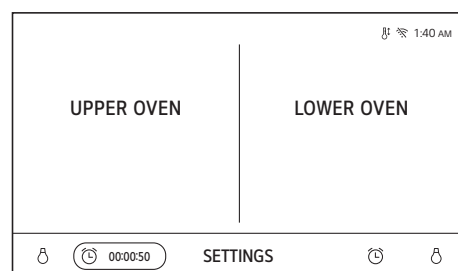 1:40 AM
UPPER OVEN
LOWER OVEN
00:00:50
SETTINGS